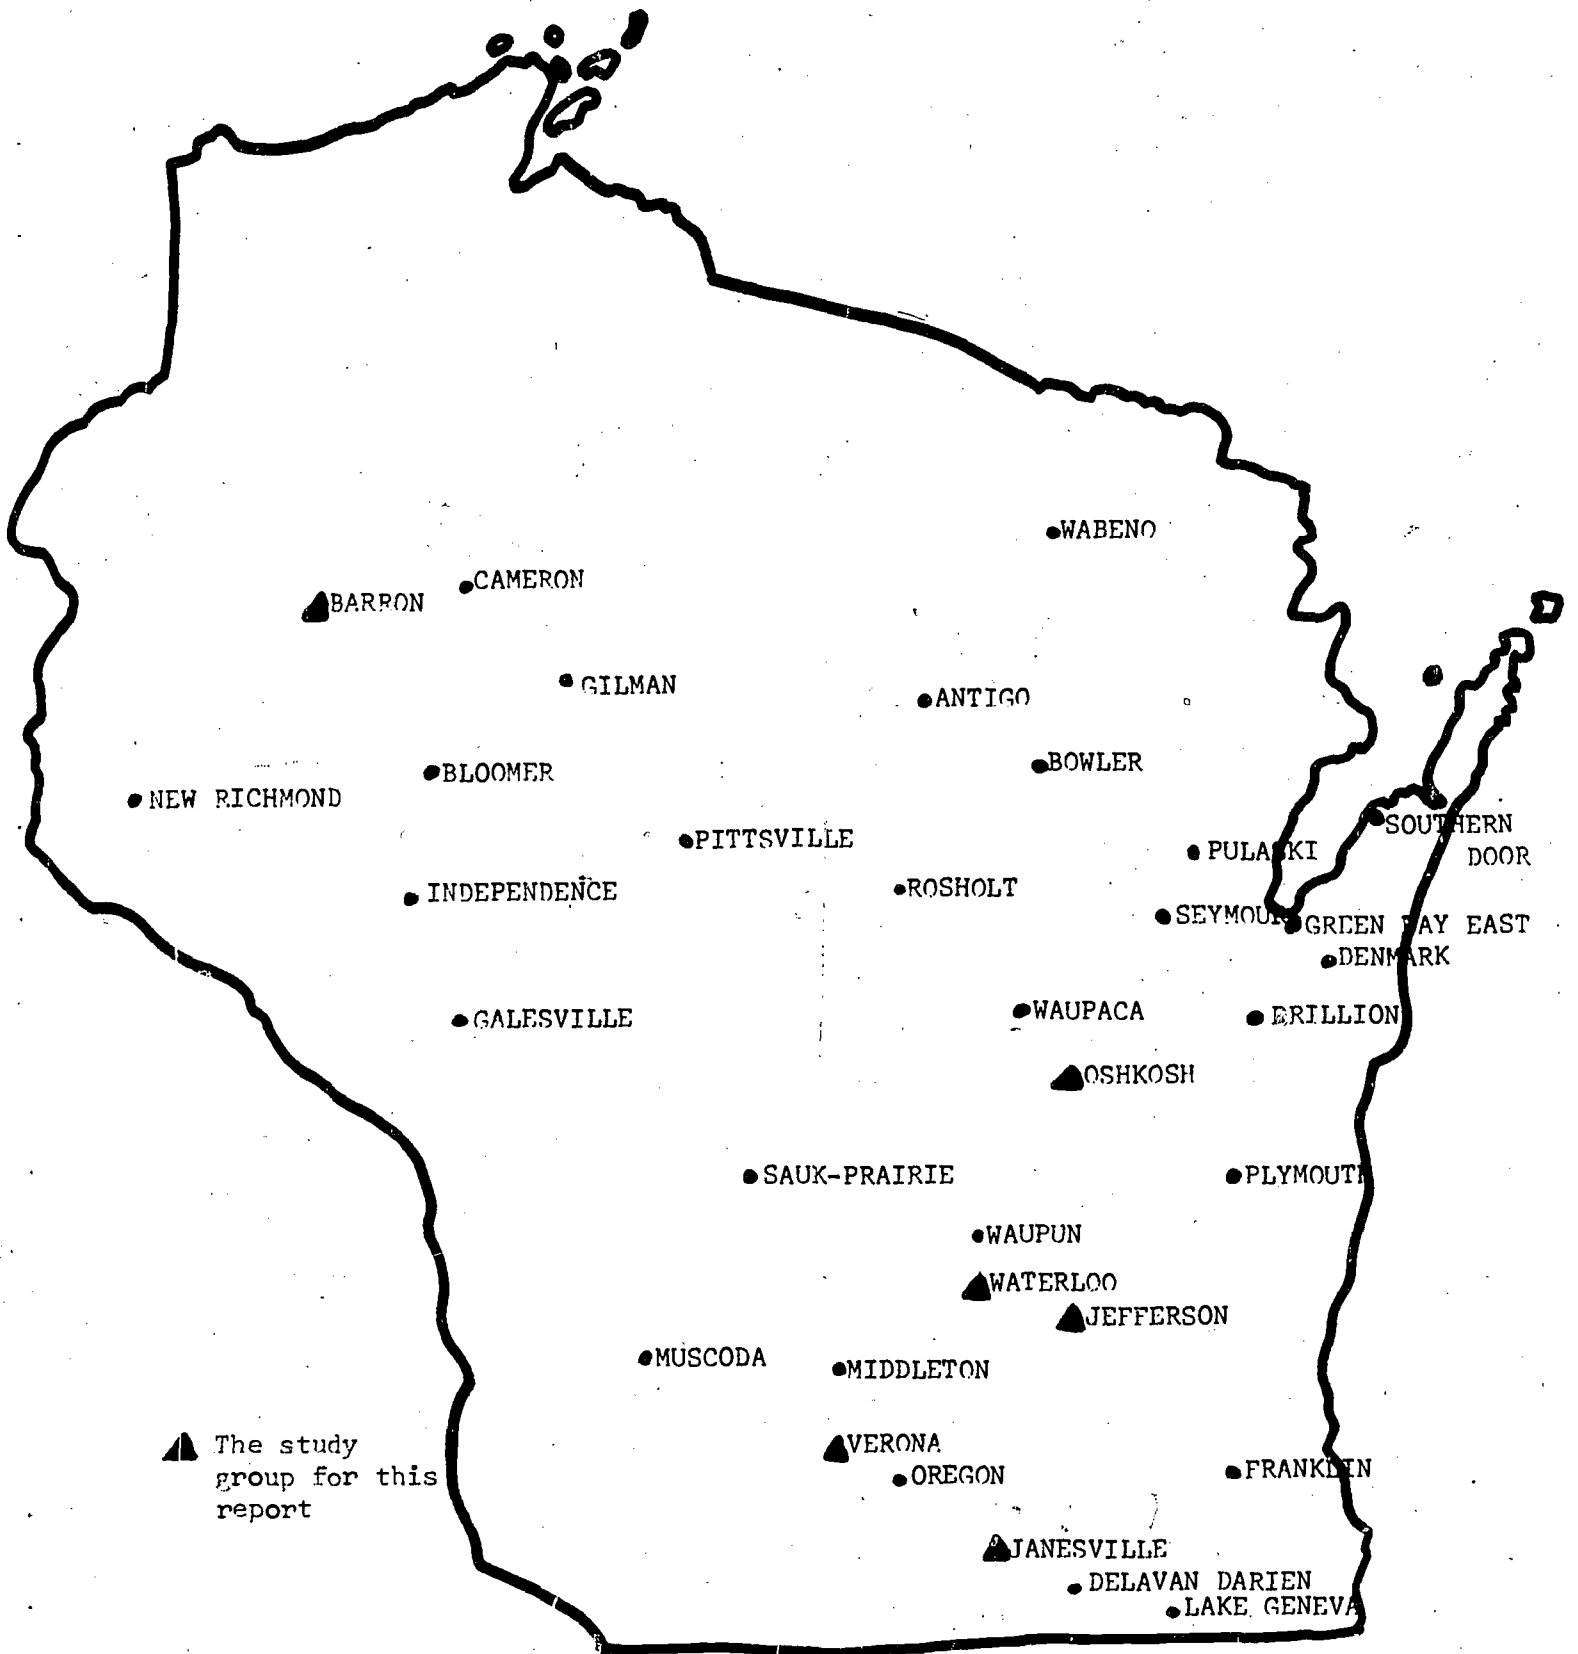 WABENO
CAMERON
BARRON
GILMAN
ANTIGO
BOWLER
BLOOMER
NEW RICHMOND
SOUTHERN
DOOR
PITTSVILLE
PULASKI
ROSHOLT
INDEPENDENCE
SEYMOUR
GREEN BAY EAST
DENMARK
WAUPACA
BRILLION
GALESVILLE
OSHKOSH
SAUK-PRAIRIE
PLYMOUTH
WAUPUN
WATERLOO
JEFFERSON
MUSCODA
MIDDLETON
VERONA
The study
group for this
report
OREGON
FRANKLIN
JANESVILLE
DELAVAN DARIEN
LAKE GENEVA